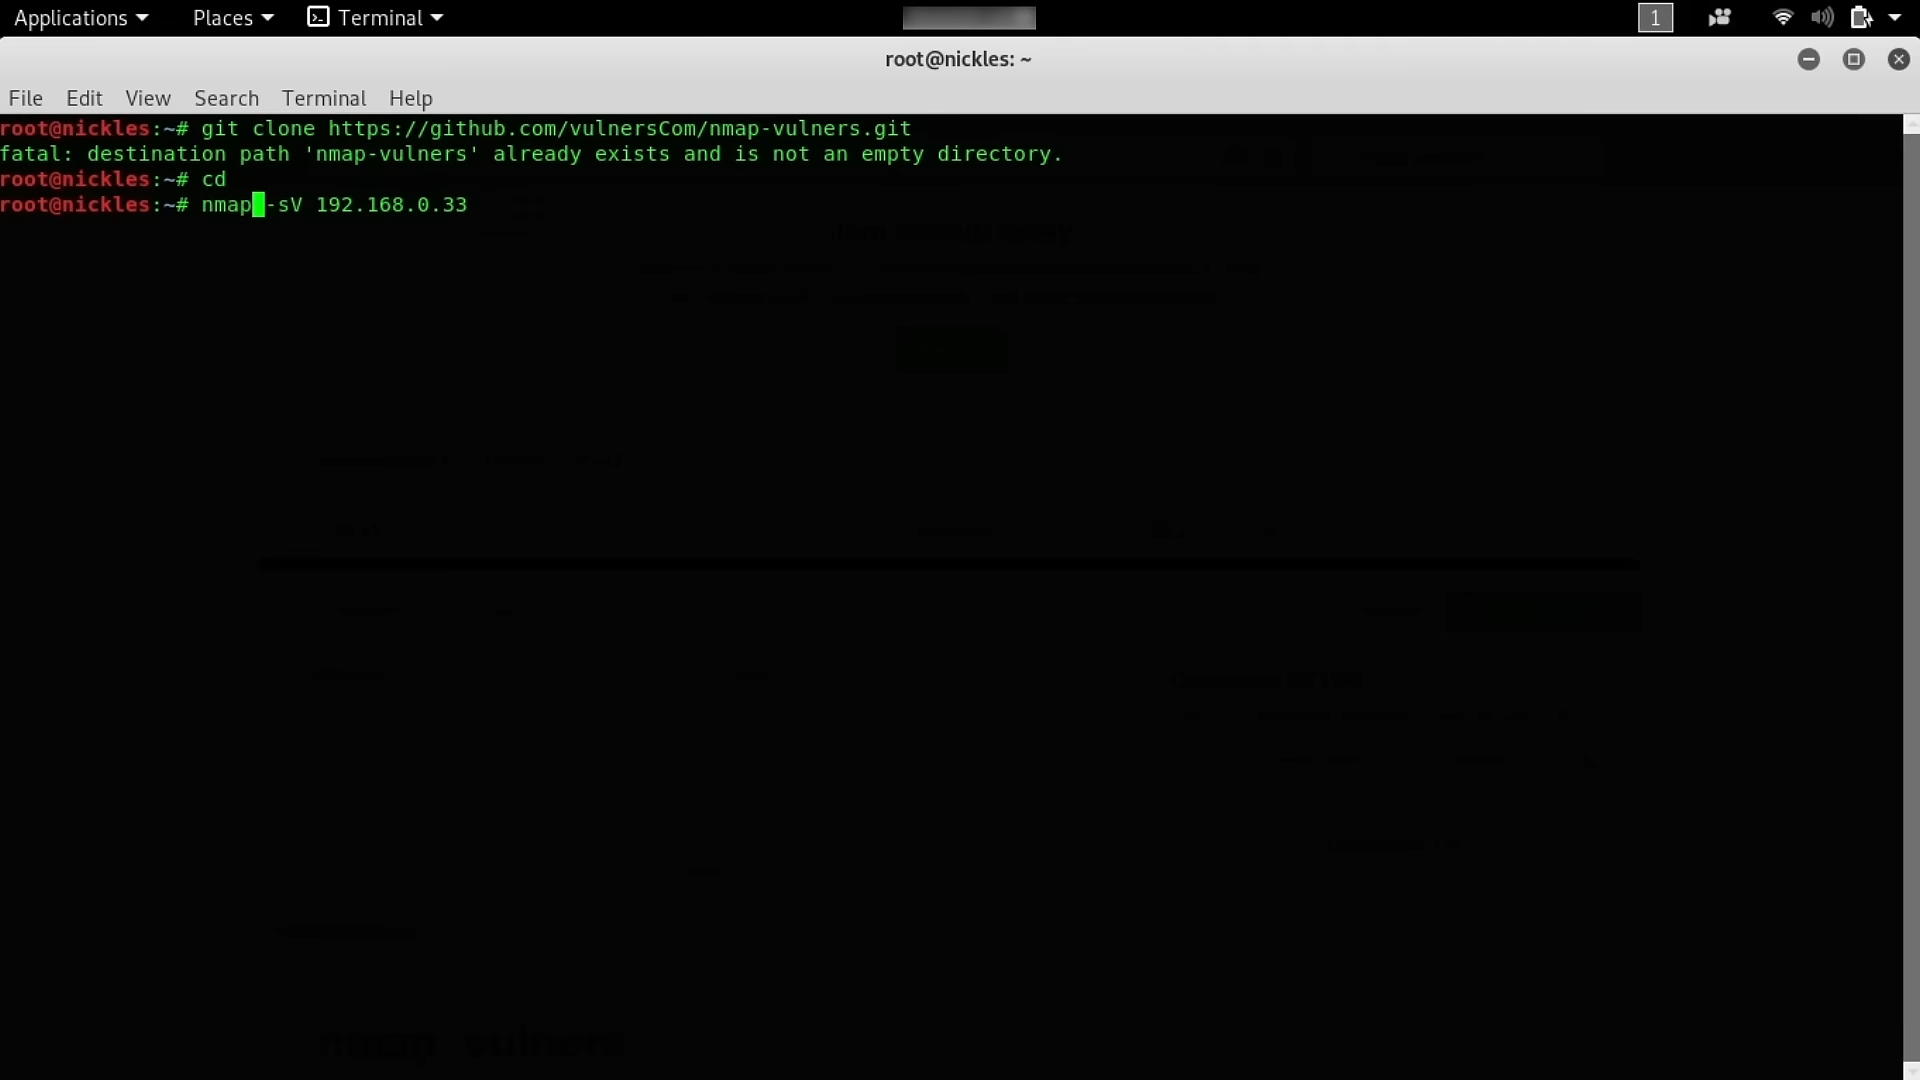 Applications Places Terminal 1
root@nickles: ~
File Edit View Search Terminal Help
root@nickles:~# git clone https://github.com/vulnersCom/nmap-vulners.git
fatal: destination path 'nmap-vulners' already exists and is not an empty directory.
root@nickles:~# cd
root@nickles:~# nmap -sV 192.168.0.33
nmap vulners